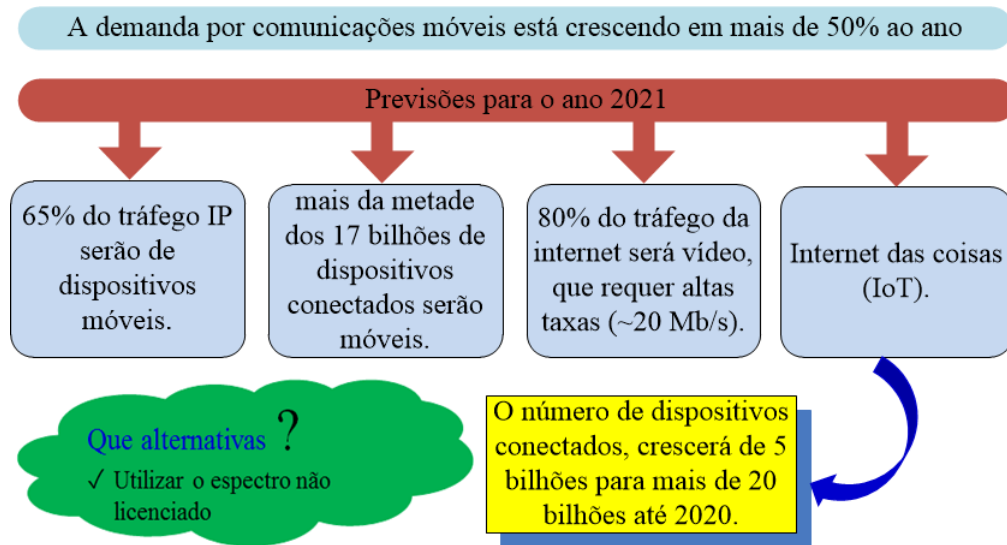 A demanda por comunicações móveis está crescendo em mais de 50% ao ano
Previsões para o ano 2021
65% do tráfego IP
serão de
dispositivos
móveis.
mais da metade
dos 17 bilhões de
dispositivos
conectados serão
móveis.
80% do tráfego da
internet será vídeo,
que requer altas
taxas (~20 Mb/s).
Internet das coisas
(IoT).
Que alternativas ?
✓ Utilizar o espectro não
licenciado
O número de dispositivos
conectados, crescerá de 5
bilhões para mais de 20
bilhões até 2020.